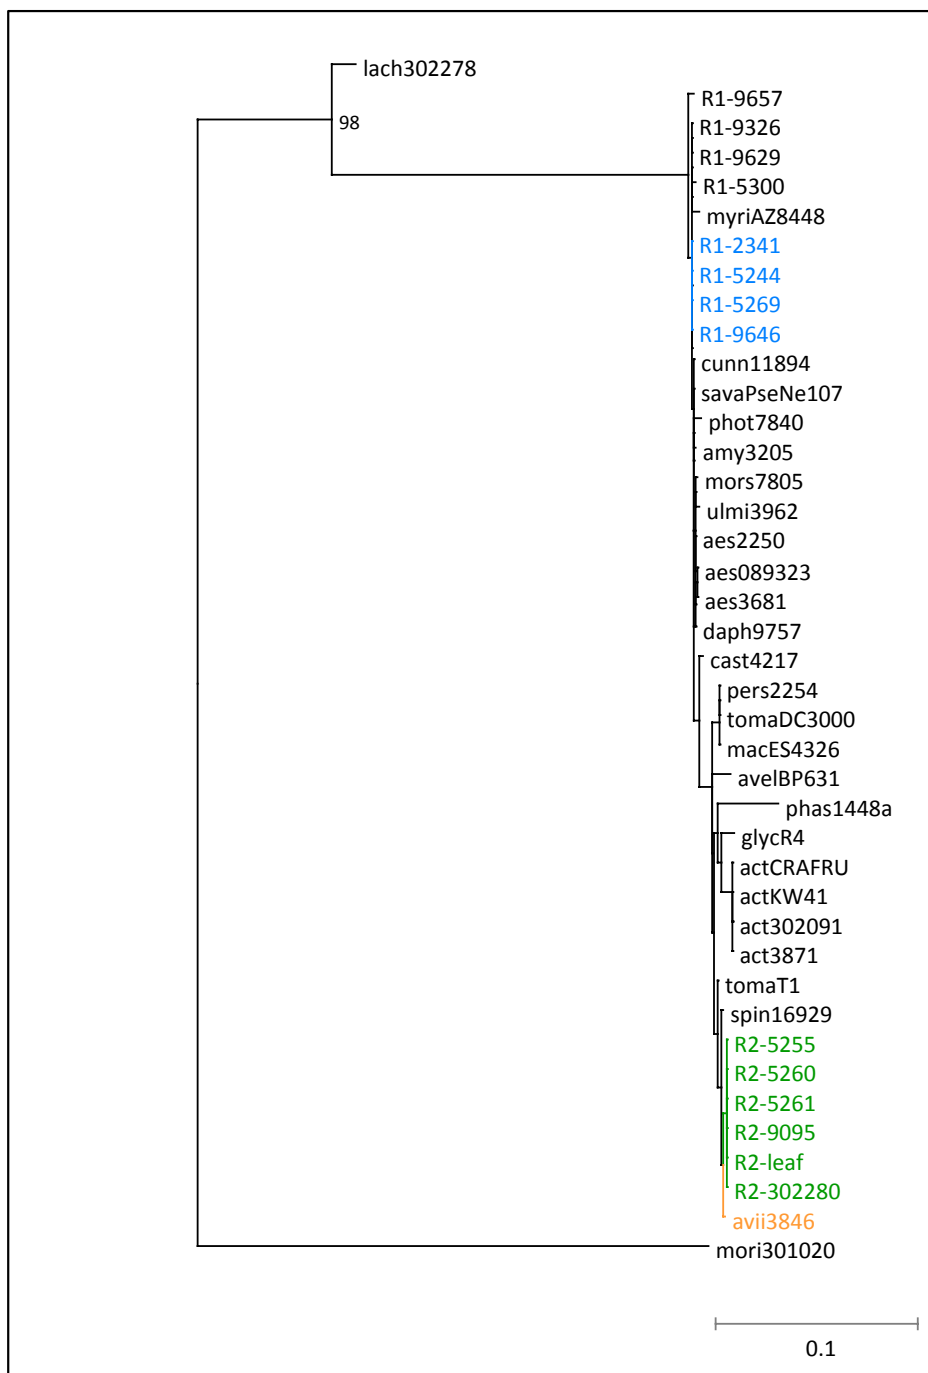 lach302278
R1-9657
98
R1-9326
R1-9629
R1-5300
myriAZ8448
R1-2341
R1-5244
R1-5269
R1-9646
cunn11894
savaPseNe107
phot7840
amy3205
mors7805
ulmi3962
aes2250
aes089323
aes3681
daph9757
cast4217
pers2254
tomaDC3000
macES4326
avelBP631
phas1448a
glycR4
actCRAFRU
actKW41
act302091
act3871
tomaT1
spin16929
R2-5255
R2-5260
R2-5261
R2-9095
R2-leaf
R2-302280
avii3846
mori301020
0.1